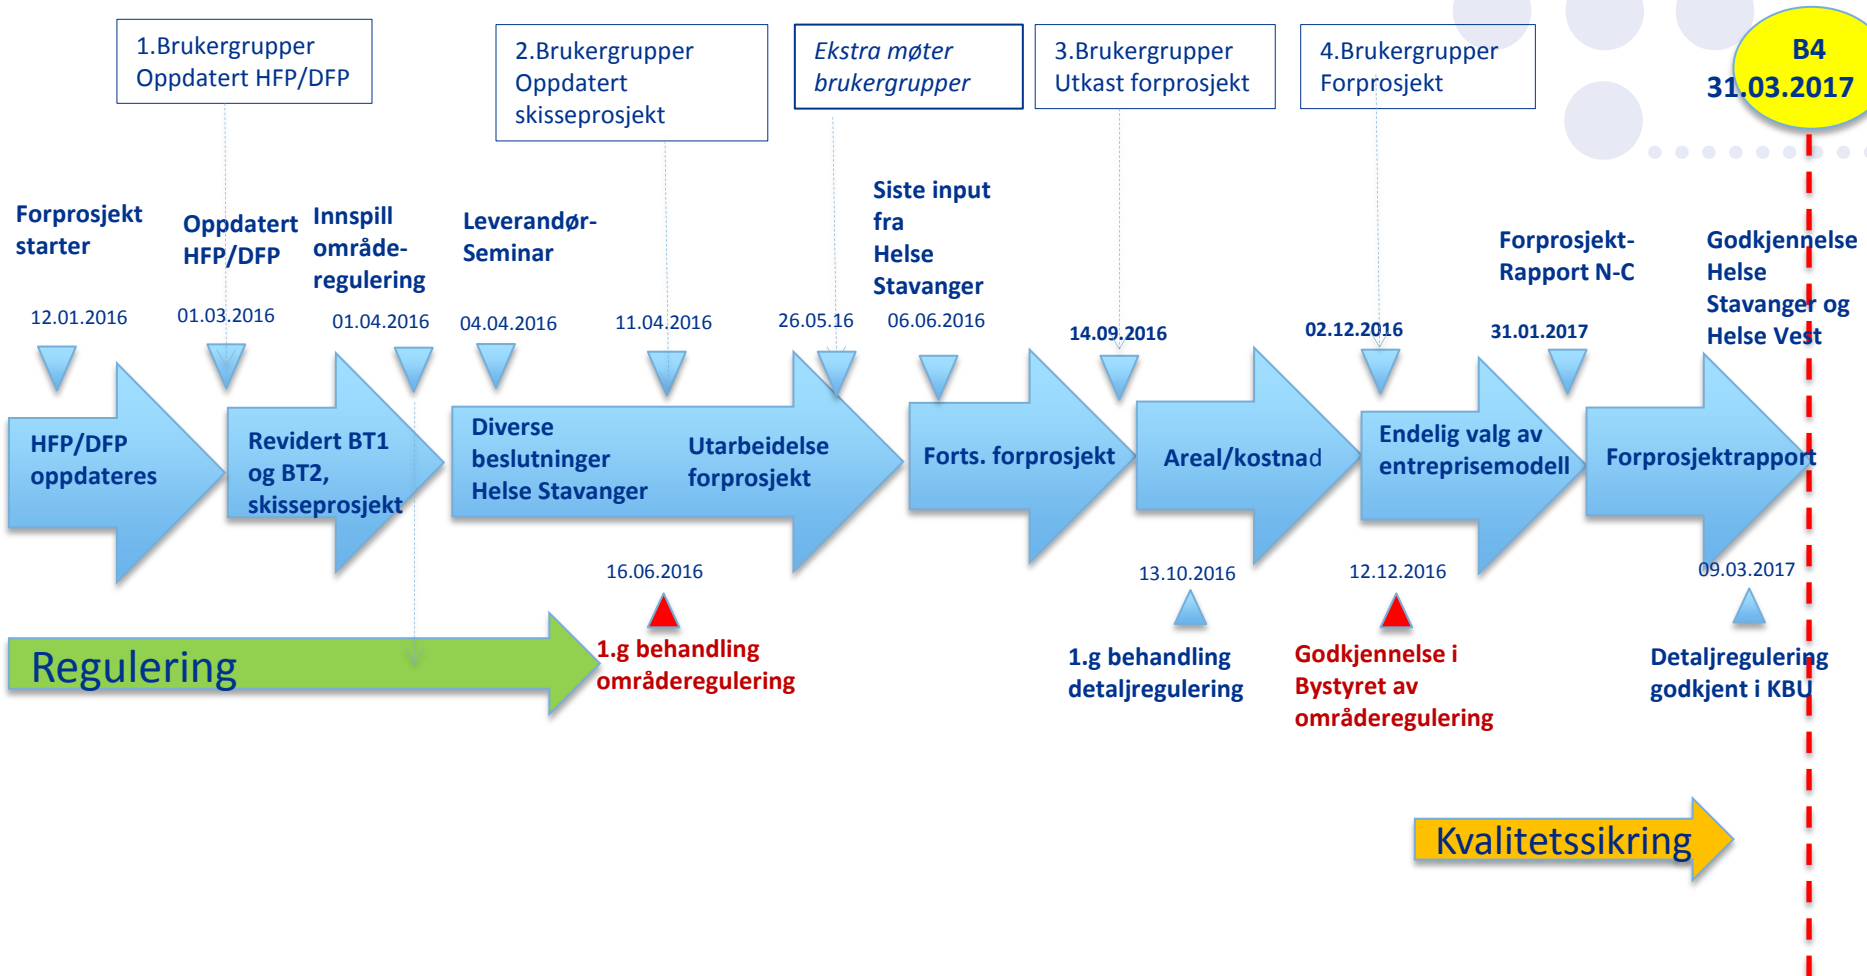 1.Brukergrupper
Oppdatert HFP/DFP
2.Brukergrupper
Oppdatert
skisseprosjekt
Ekstra møter
brukergrupper
3.Brukergrupper
Utkast forprosjekt
4.Brukergrupper
Forprosjekt
B4
31.03.2017
Forprosjekt
starter
Oppdatert
HFP/DFP
Innspill
område-
regulering
Leverandør-
Seminar
Siste input
fra
Helse
Stavanger
Forprosjekt-
Rapport N-C
Godkjennelse
Helse
Stavanger og
Helse Vest
12.01.2016
01.03.2016
01.04.2016
04.04.2016
11.04.2016
26.05.16
06.06.2016
14.09.2016
02.12.2016
31.01.2017
HFP/DFP
oppdateres
Revidert BT1
og BT2,
skisseprosjekt
Diverse
beslutninger
Helse Stavanger
Utarbeidelse
forprosjekt
Forts. forprosjekt
Areal/kostnad
Endelig valg av
entreprisemodell
Forprosjektrapport
16.06.2016
13.10.2016
12.12.2016
09.03.2017
Regulering
1.g behandling
områderegulering
1.g behandling
detaljregulering
Godkjennelse i
Bystyret av
områderegulering
Detaljregulering
godkjent i KBU
Kvalitetssikring